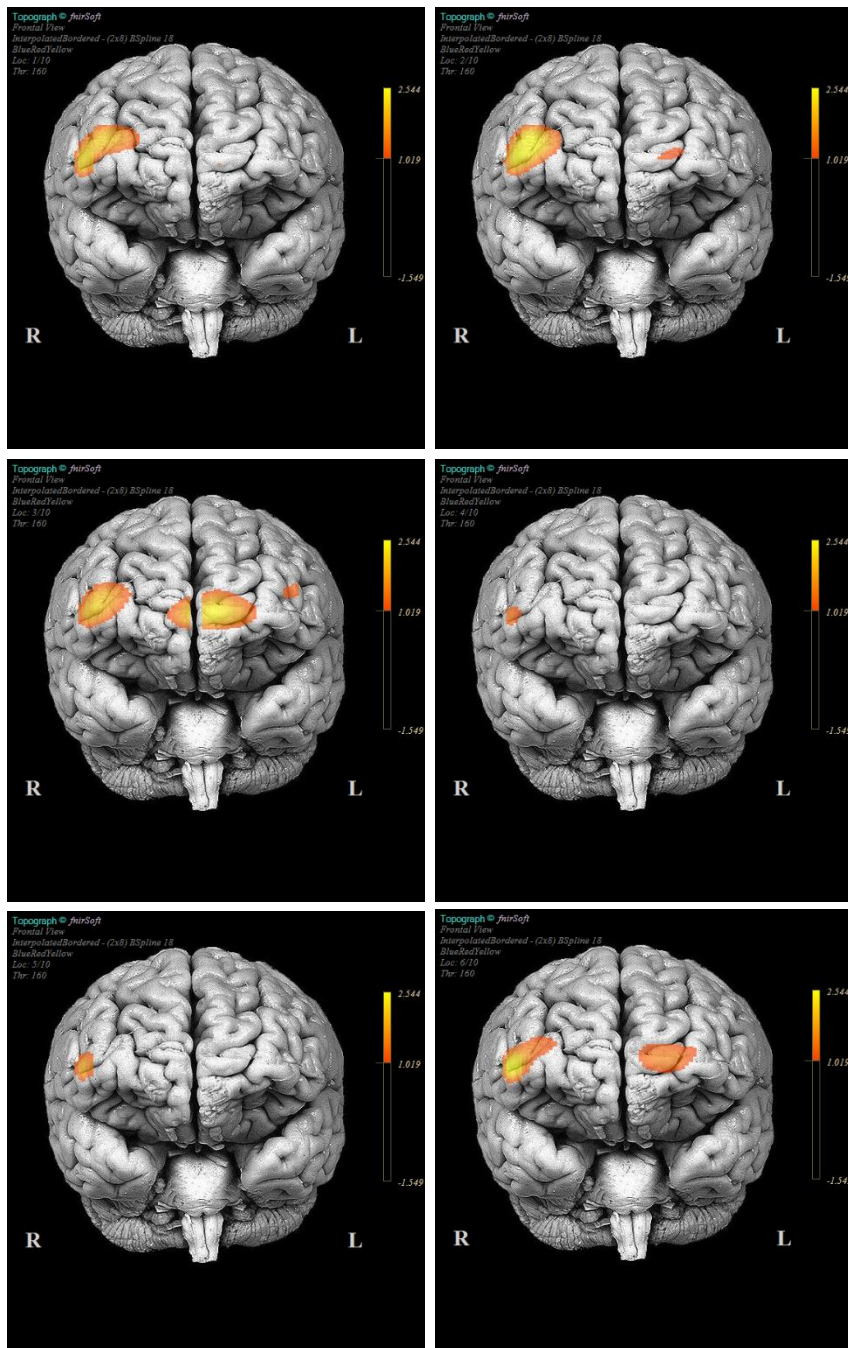 Topograph © fnirSoft
Frontal View
InterpolatedBordered - (2x8) BSpline 18
BlueRedYellow
Loc: 1/10
Thr: 160
2.544
1.019
-1.549
R L
Topograph © fnirSoft
Frontal View
InterpolatedBordered - (2x8) BSpline 18
BlueRedYellow
Loc: 2/10
Thr: 160
2.544
1.019
-1.549
R L
Topograph © fnirSoft
Frontal View
InterpolatedBordered - (2x8) BSpline 18
BlueRedYellow
Loc: 3/10
Thr: 160
2.544
1.019
-1.549
R L
Topograph © fnirSoft
Frontal View
InterpolatedBordered - (2x8) BSpline 18
BlueRedYellow
Loc: 4/10
Thr: 160
2.544
1.019
-1.549
R L
Topograph © fnirSoft
Frontal View
InterpolatedBordered - (2x8) BSpline 18
BlueRedYellow
Loc: 5/10
Thr: 160
2.544
1.019
-1.549
R L
Topograph © fnirSoft
Frontal View
InterpolatedBordered - (2x8) BSpline 18
BlueRedYellow
Loc: 6/10
Thr: 160
2.544
1.019
-1.549
R L